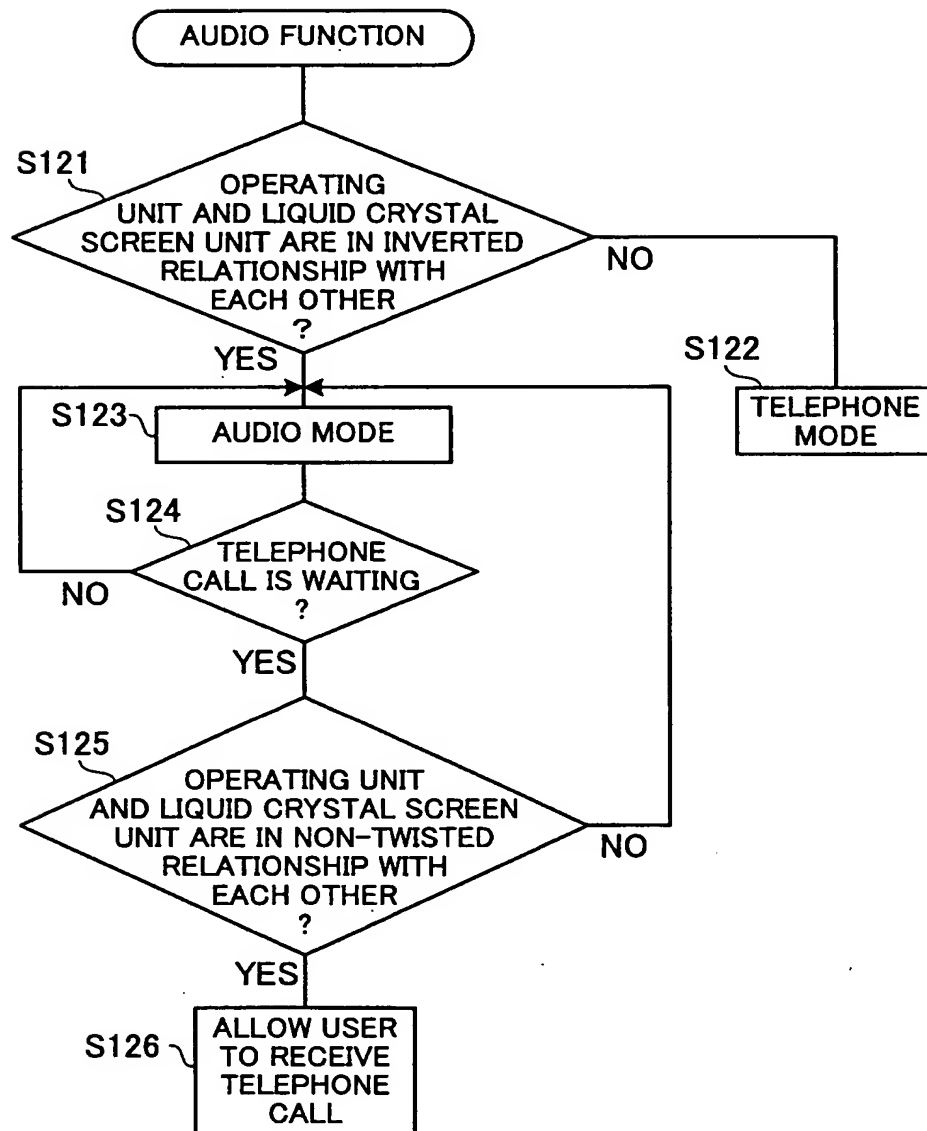 AUDIO FUNCTION
S121
OPERATING
UNIT AND LIQUID CRYSTAL
SCREEN UNIT ARE IN INVERTED
RELATIONSHIP WITH
EACH OTHER
?
NO
YES
S122
TELEPHONE
MODE
S123
AUDIO MODE
S124
TELEPHONE
CALL IS WAITING
?
NO
YES
S125
OPERATING UNIT
AND LIQUID CRYSTAL SCREEN
UNIT ARE IN NON-TWISTED
RELATIONSHIP WITH
EACH OTHER
?
NO
YES
S126
ALLOW USER
TO RECEIVE
TELEPHONE
CALL